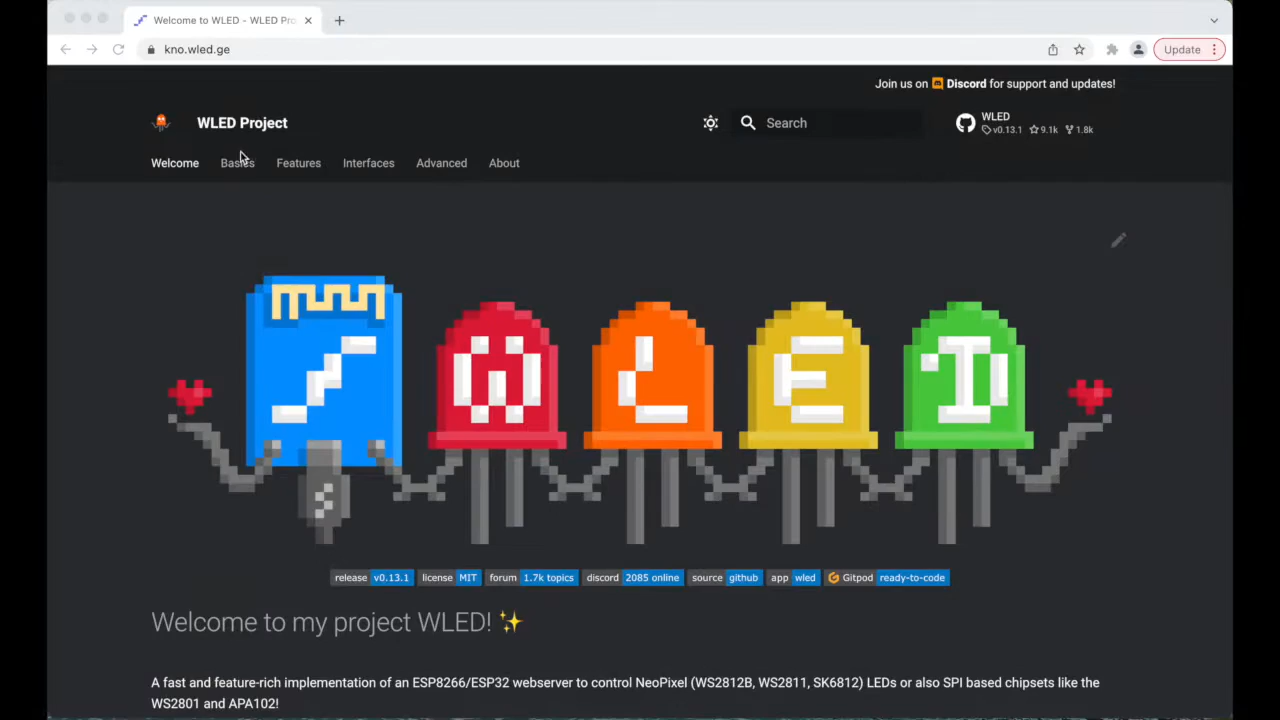 Welcome to WLED - WLED Pro
kno.wled.ge
Update
Join us on Discord for support and updates!
WLED Project
Search
WLED
v0.13.1 9.1k 1.8k
Welcome Basics Features Interfaces Advanced About
W L E D
release v0.13.1 license MIT forum 1.7k topics discord 2085 online source github app wled Gitpod ready-to-code
Welcome to my project WLED! ✨
A fast and feature-rich implementation of an ESP8266/ESP32 webserver to control NeoPixel (WS2812B, WS2811, SK6812) LEDs or also SPI based chipsets like the
WS2801 and APA102!